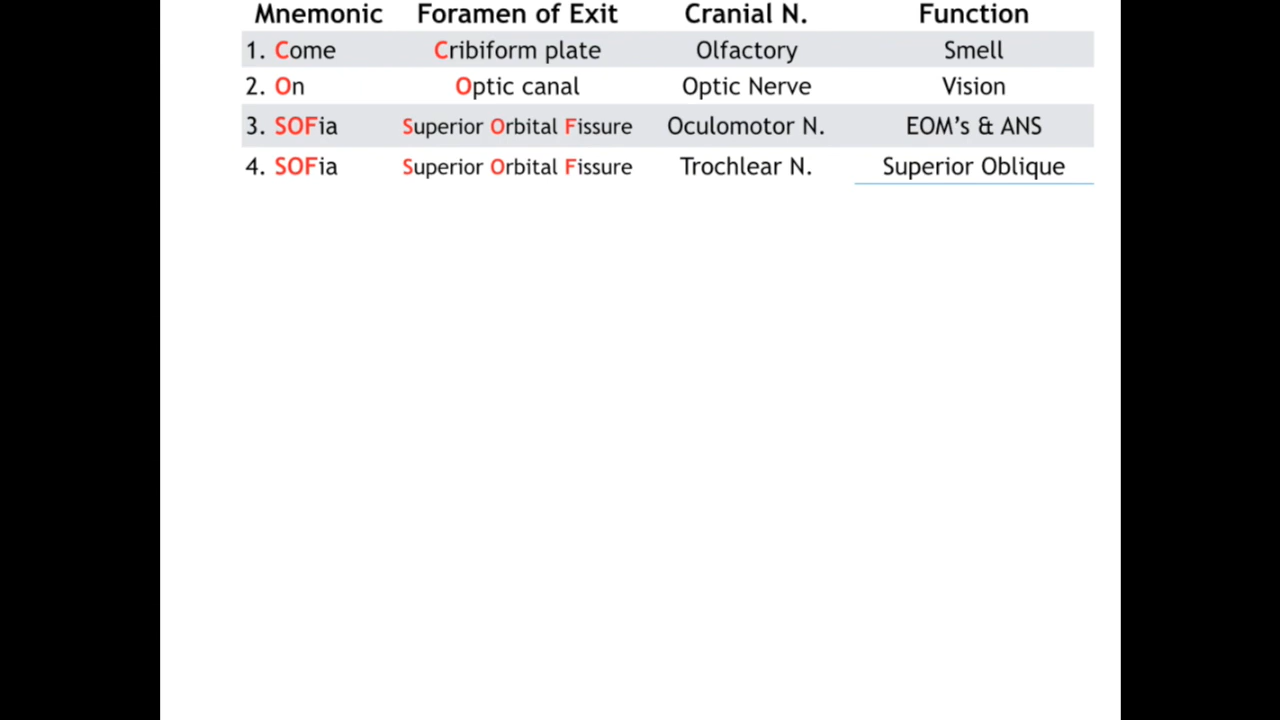 Mnemonic Foramen of Exit Cranial N. Function
1. Come Cribiform plate Olfactory Smell
2. On Optic canal Optic Nerve Vision
3. SOFia Superior Orbital Fissure Oculomotor N. EOM's & ANS
4. SOFia Superior Orbital Fissure Trochlear N. Superior Oblique